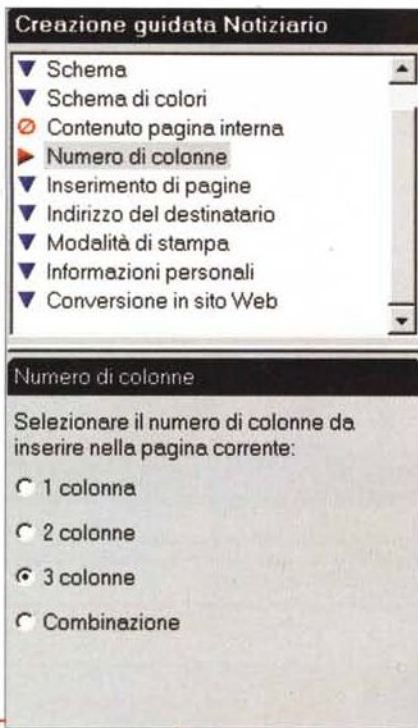 Creazione guidata Notiziario
Schema
Schema di colori
Contenuto pagina interna
Numero di colonne
Inserimento di pagine
Indirizzo del destinatario
Modalità di stampa
Informazioni personali
Conversione in sito Web
Numero di colonne
Selezionare il numero di colonne da
inserire nella pagina corrente:
1 colonna
2 colonne
3 colonne
Combinazione